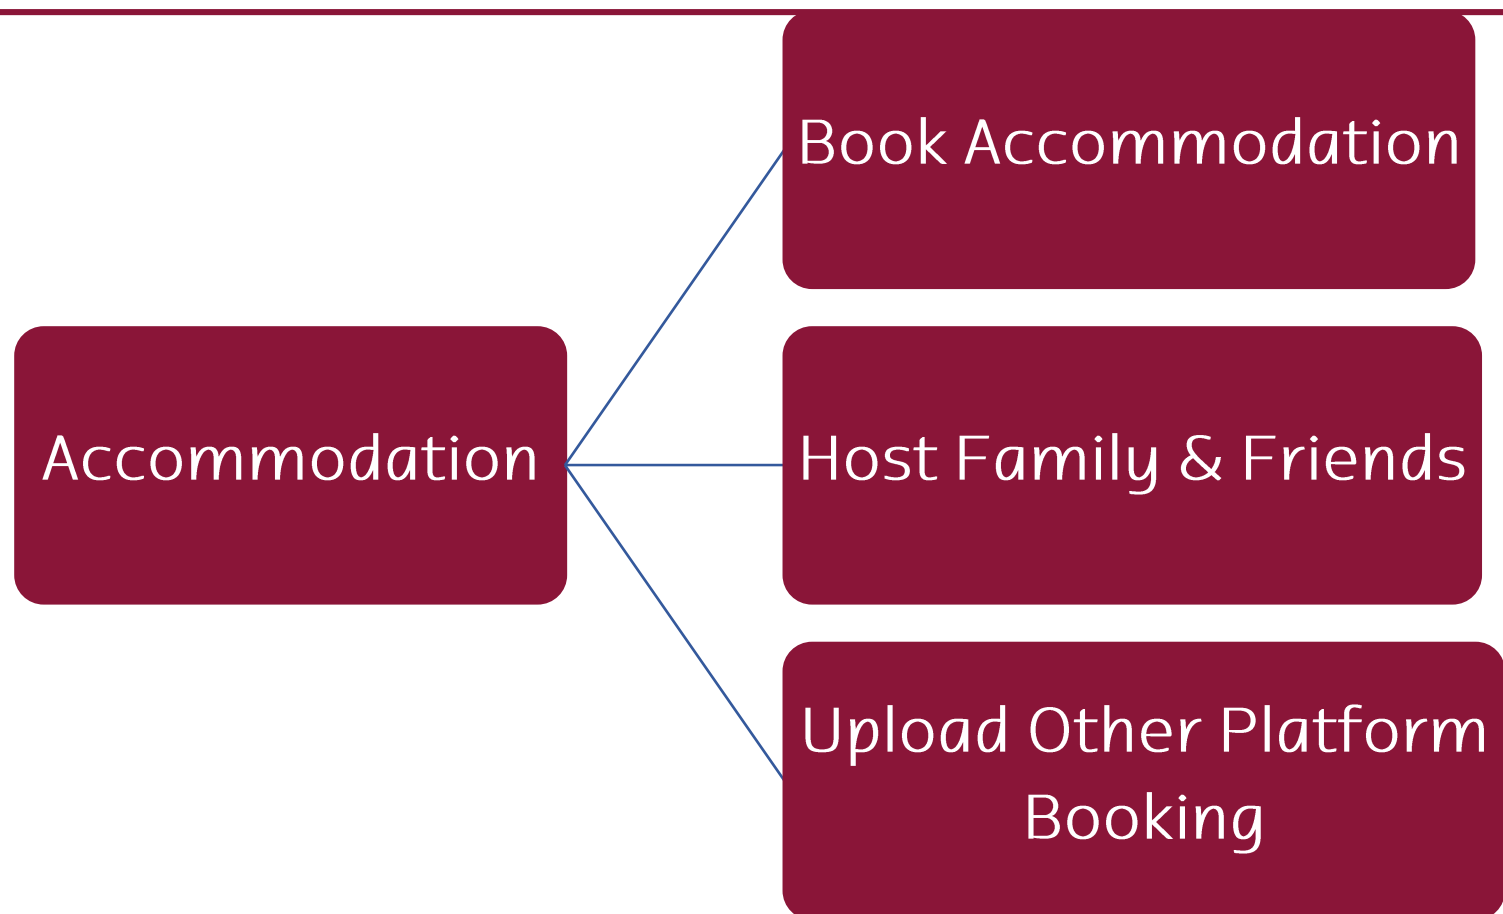 Book Accommodation
Accommodation
Host Family & Friends
Upload Other Platform
Booking